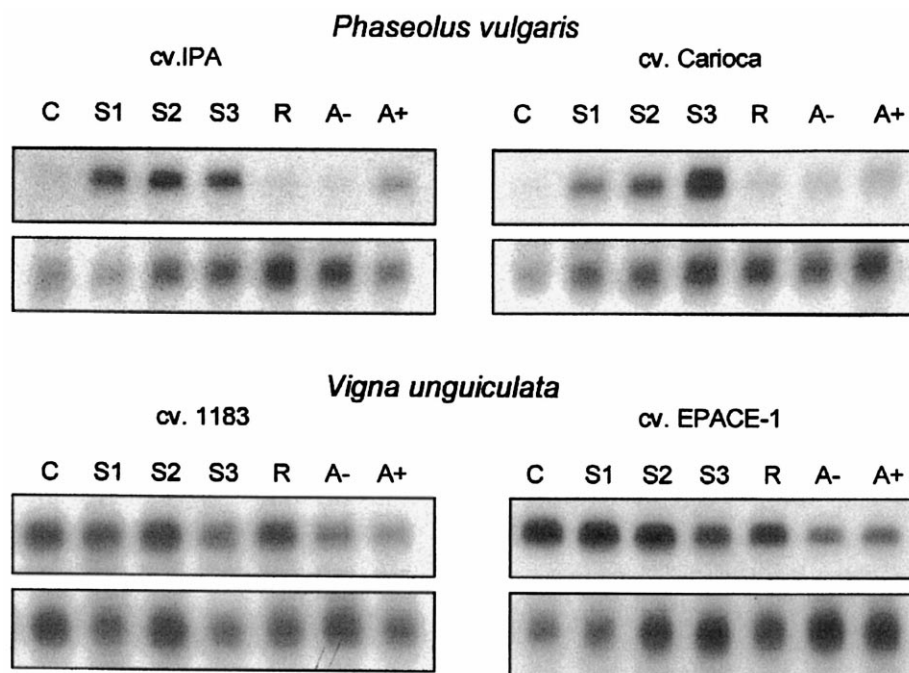 Phaseolus vulgaris
cv.IPA
cv. Carioca
C S1 S2 S3 R A- A+
C S1 S2 S3 R A- A+
Vigna unguiculata
cv. 1183
cv. EPACE-1
C S1 S2 S3 R A- A+
C S1 S2 S3 R A- A+